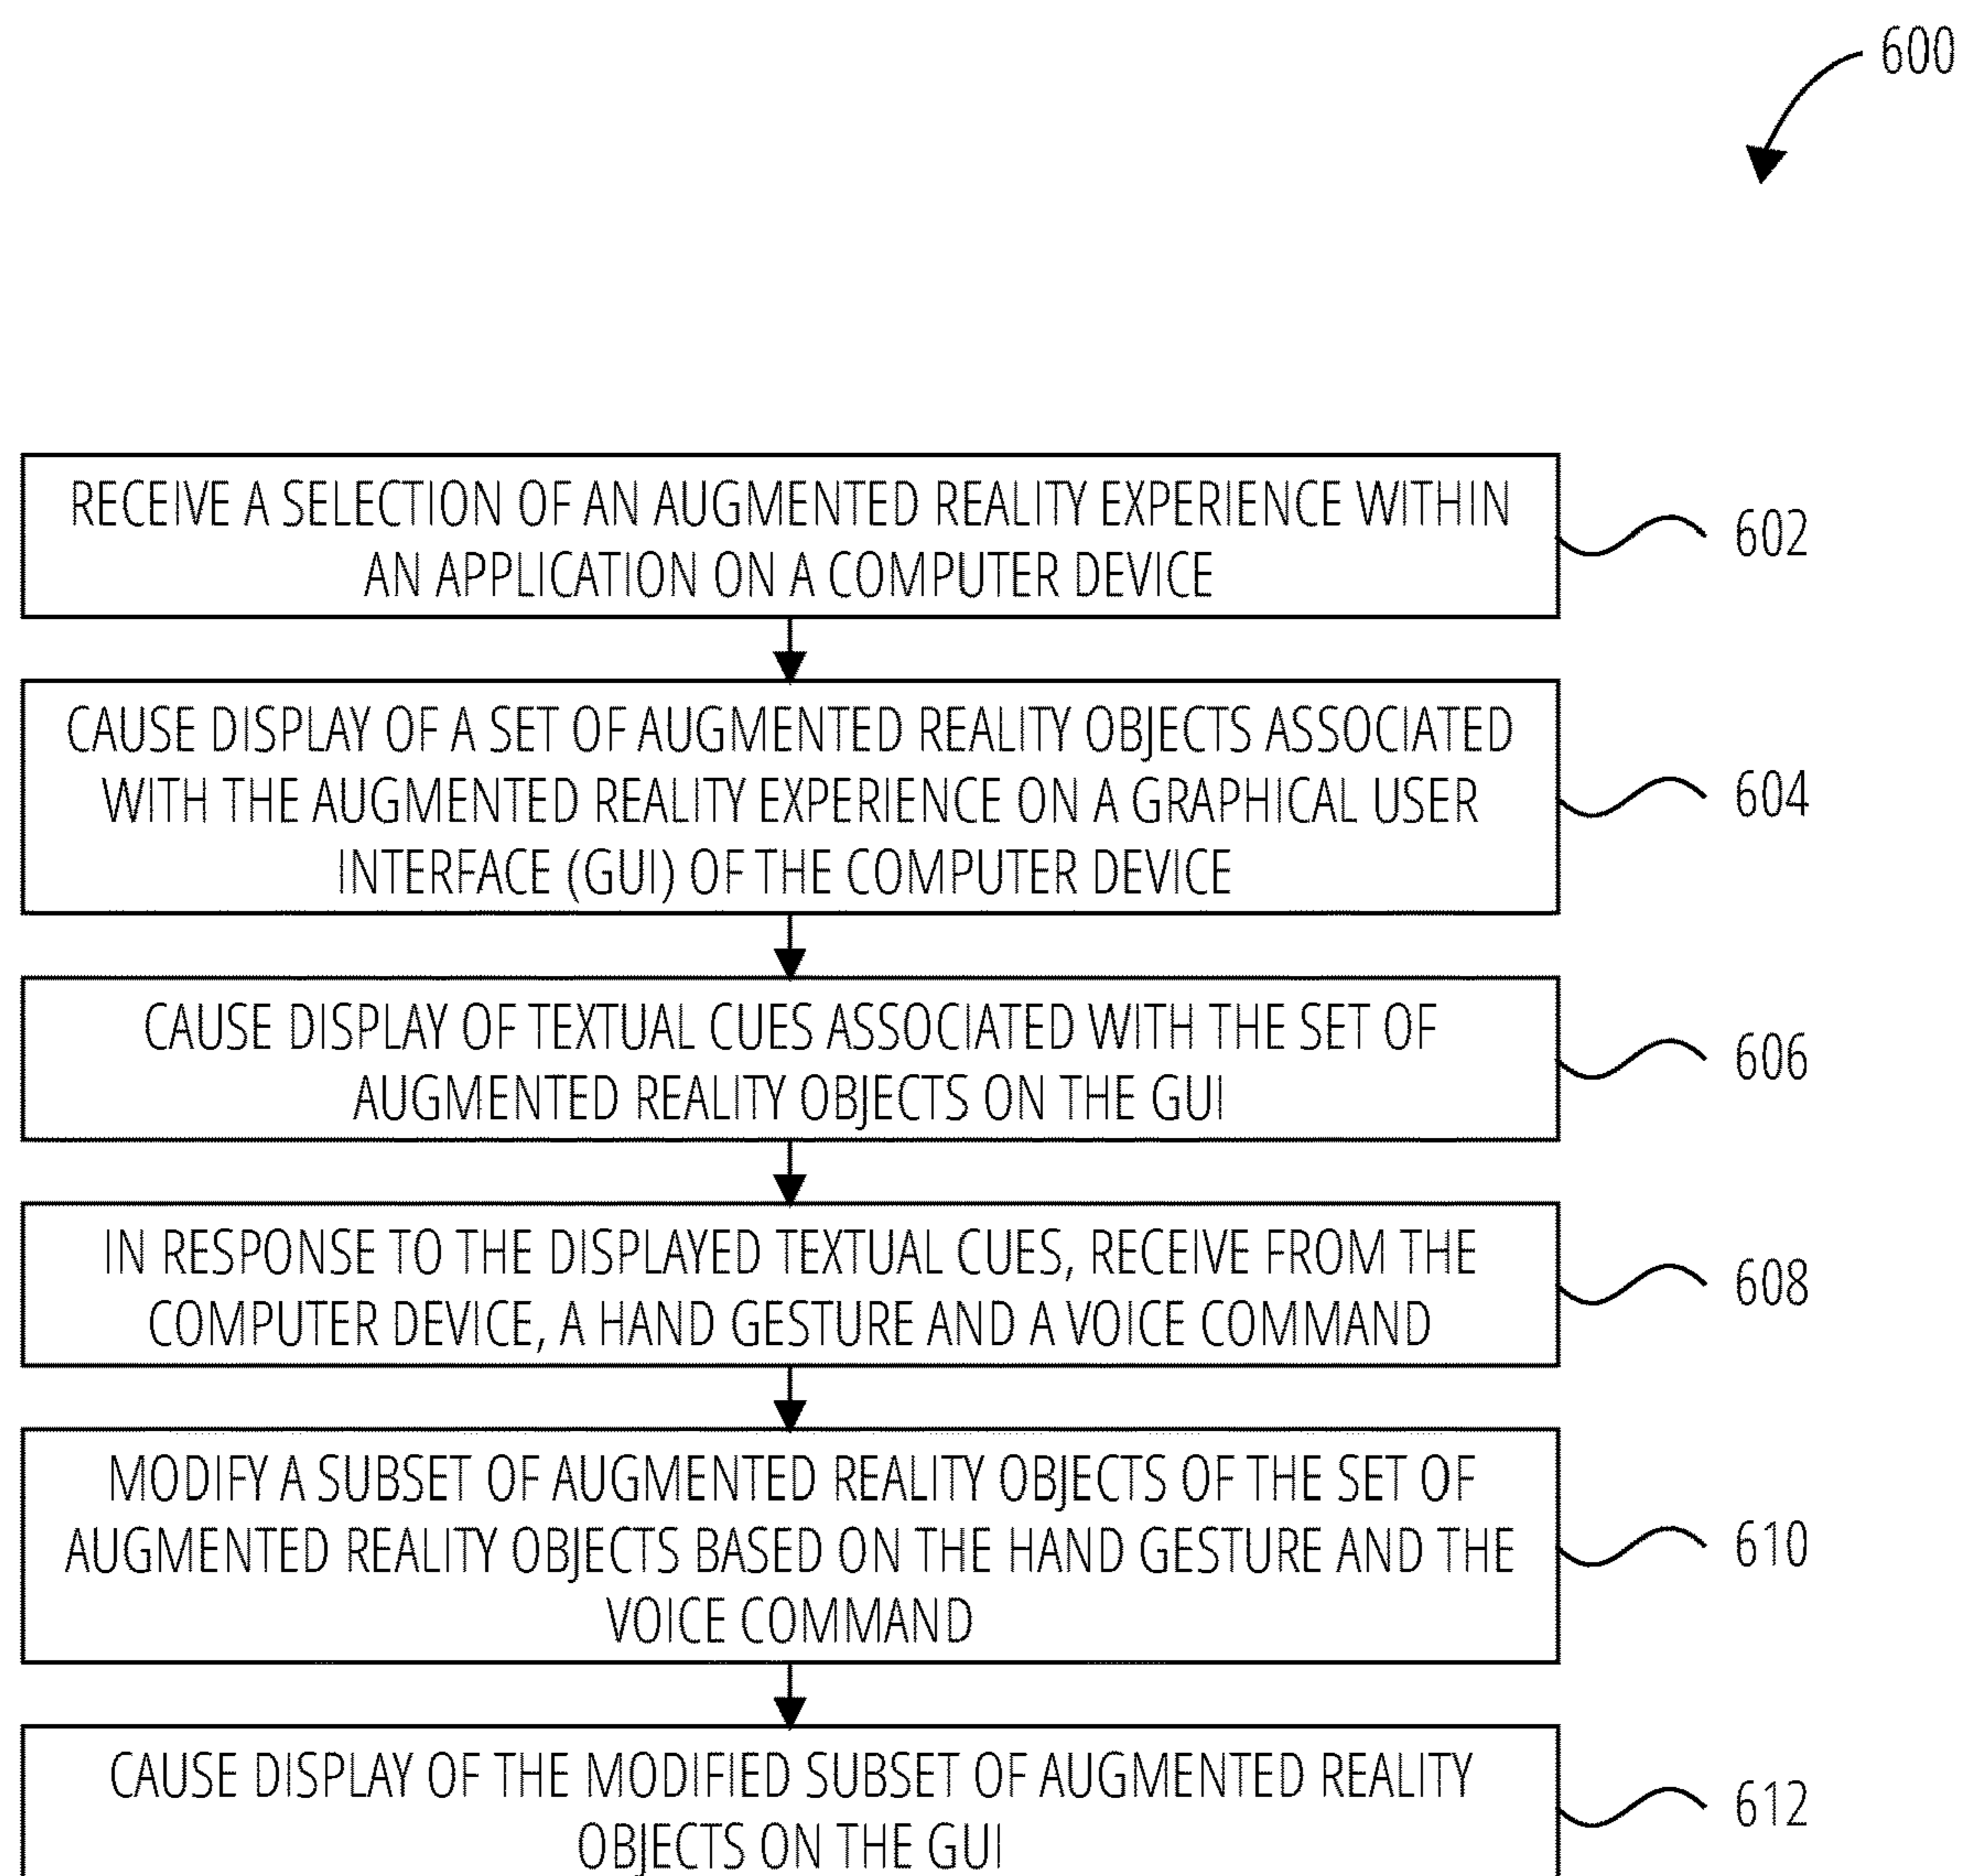 600
RECEIVE A SELECTION OF AN AUGMENTED REALITY EXPERIENCE WITHIN
AN APPLICATION ON A COMPUTER DEVICE
602
CAUSE DISPLAY OF A SET OF AUGMENTED REALITY OBJECTS ASSOCIATED
WITH THE AUGMENTED REALITY EXPERIENCE ON A GRAPHICAL USER
INTERFACE (GUI) OF THE COMPUTER DEVICE
604
CAUSE DISPLAY OF TEXTUAL CUES ASSOCIATED WITH THE SET OF
AUGMENTED REALITY OBJECTS ON THE GUI
606
IN RESPONSE TO THE DISPLAYED TEXTUAL CUES, RECEIVE FROM THE
COMPUTER DEVICE, A HAND GESTURE AND A VOICE COMMAND
608
MODIFY A SUBSET OF AUGMENTED REALITY OBJECTS OF THE SET OF
AUGMENTED REALITY OBJECTS BASED ON THE HAND GESTURE AND THE
VOICE COMMAND
610
CAUSE DISPLAY OF THE MODIFIED SUBSET OF AUGMENTED REALITY
OBJECTS ON THE GUI
612